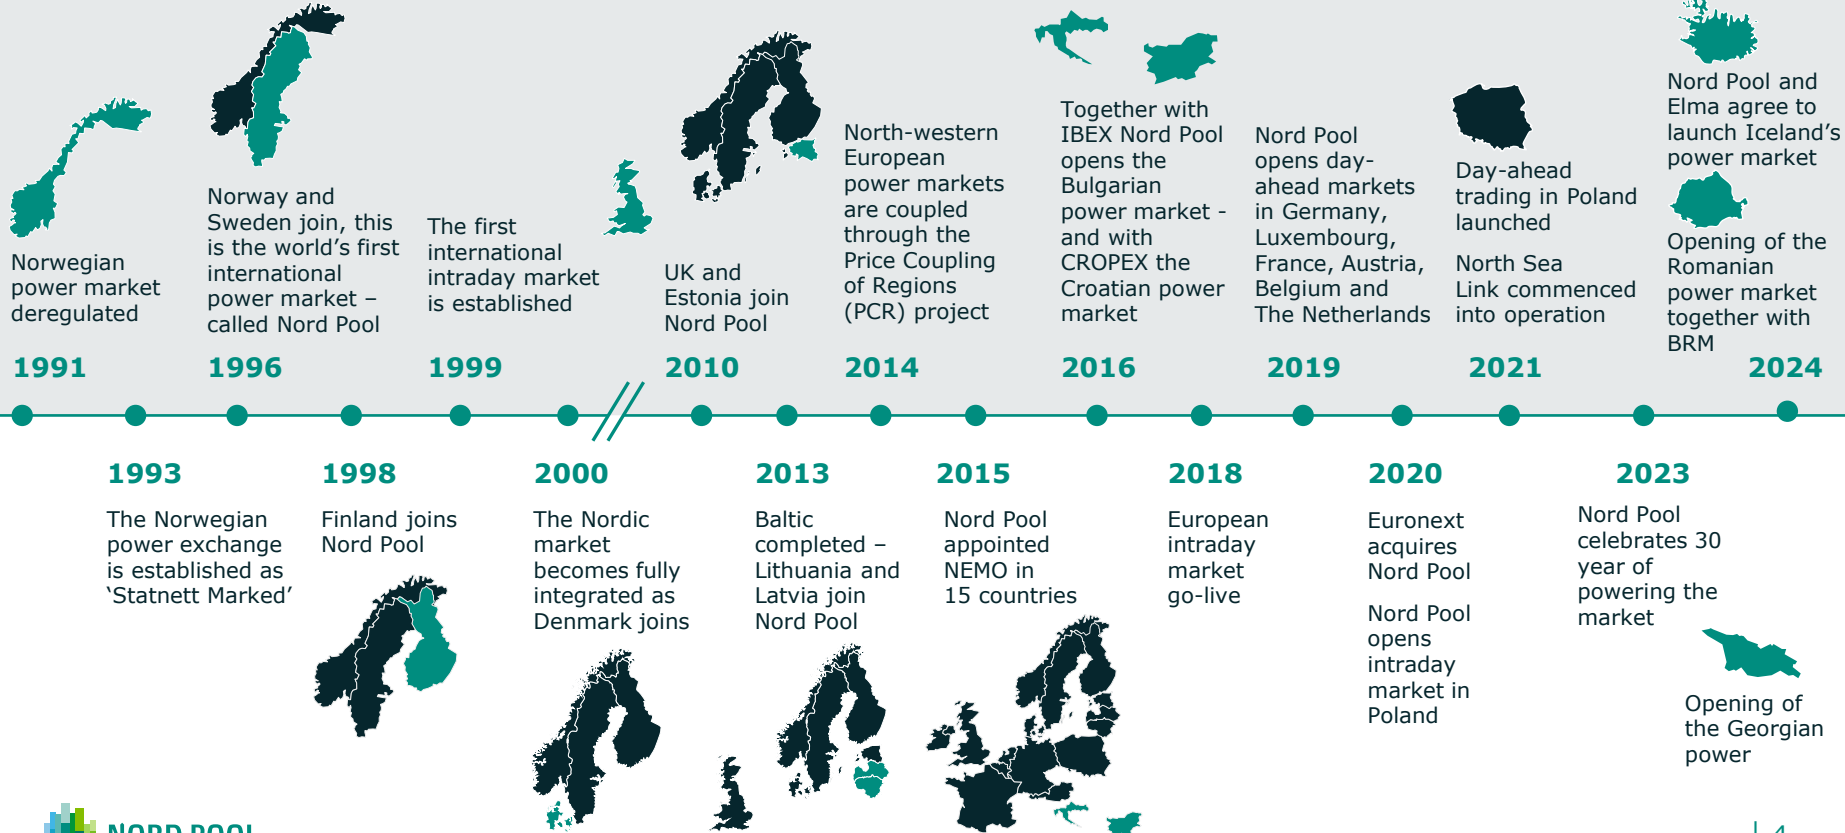 Norwegian
power market
deregulated
1991
Norway and
Sweden join, this
is the world’s first
international
power market –
called Nord Pool
1996
The first
international
intraday market
is established
1999
UK and
Estonia join
Nord Pool
2010
North-western
European
power markets
are coupled
through the
Price Coupling
of Regions
(PCR) project
2014
Together with
IBEX Nord Pool
opens the
Bulgarian
power market -
and with
CROPEX the
Croatian power
market
2016
Nord Pool
opens day-
ahead markets
in Germany,
Luxembourg,
France, Austria,
Belgium and
The Netherlands
2019
Day-ahead
trading in Poland
launched
North Sea
Link commenced
into operation
2021
Nord Pool and
Elma agree to
launch Iceland’s
power market
Opening of the
Romanian
power market
together with
BRM
2024
1993
The Norwegian
power exchange
is established as
‘Statnett Marked’
1998
Finland joins
Nord Pool
2000
The Nordic
market
becomes fully
integrated as
Denmark joins
2013
Baltic
completed –
Lithuania and
Latvia join
Nord Pool
2015
Nord Pool
appointed
NEMO in
15 countries
2018
European
intraday
market
go-live
2020
Euronext
acquires
Nord Pool
Nord Pool
opens
intraday
market in
Poland
2023
Nord Pool
celebrates 30
year of
powering the
market
Opening of
the Georgian
power
NORD POOL
| 4